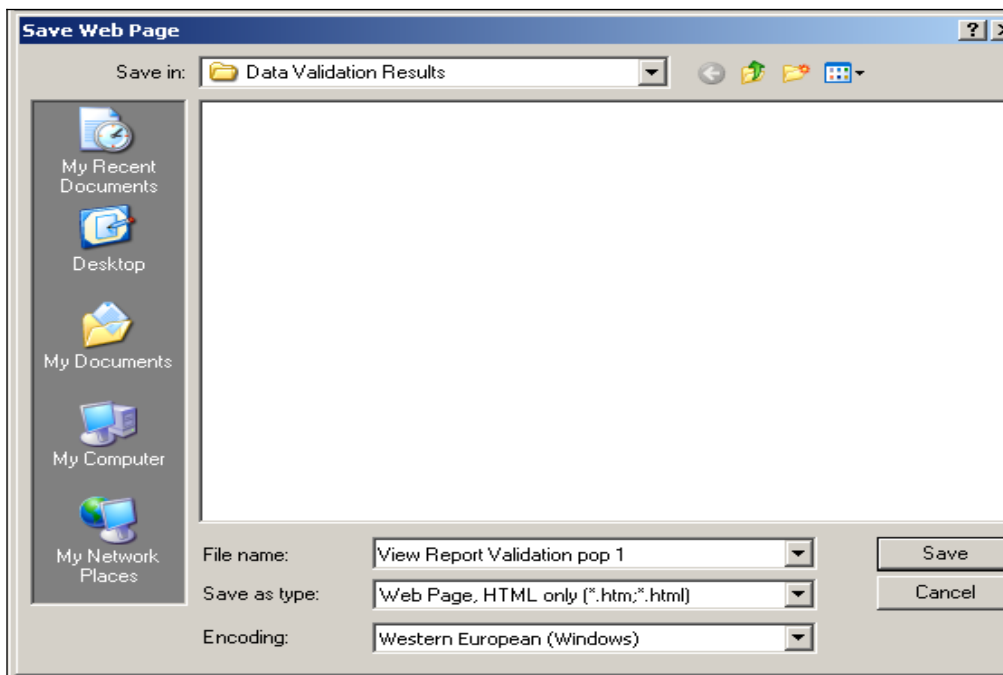 Save Web Page
Save in:
Data Validation Results
My Recent
Documents
Desktop
My Documents
My Computer
My Network
Places
File name:
View Report Validation pop 1
Save
Save as type:
Web Page, HTML only (*.htm;*.html)
Cancel
Encoding:
Western European (Windows)